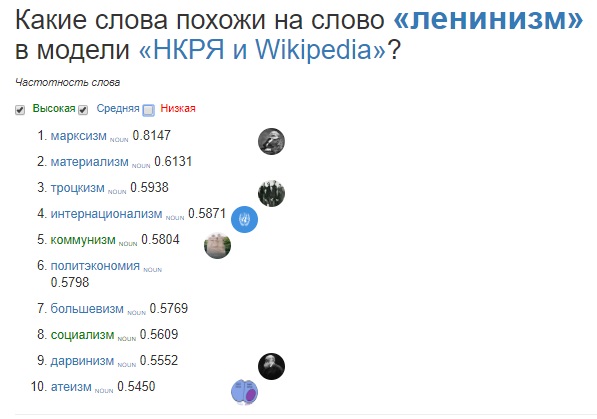 Какие слова похожи на слово «ленинизм»
в модели «НКРЯ и Wikipedia»?
Частотность слова
Высокая Средняя Низкая
1. марксизм NOUN 0.8147
2. материализм NOUN 0.6131
3. троцкизм NOUN 0.5938
4. интернационализм NOUN 0.5871
5. коммунизм NOUN 0.5804
6. политэкономия NOUN
0.5798
7. большевизм NOUN 0.5769
8. социализм NOUN 0.5609
9. дарвинизм NOUN 0.5552
10. атеизм NOUN 0.5450